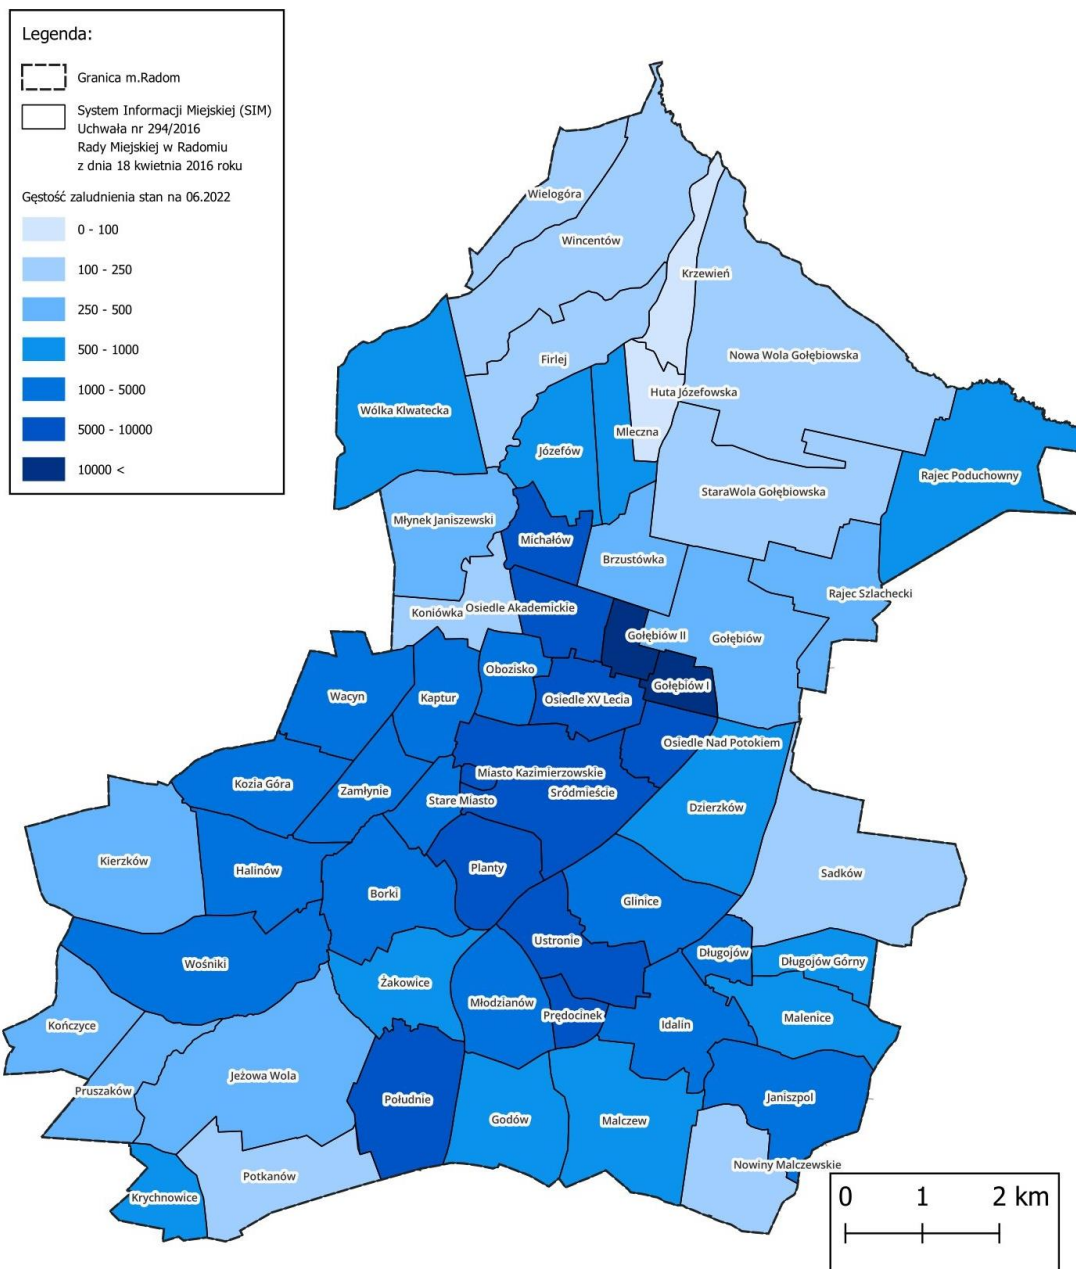 Legenda:
Granica m.Radom
System Informacji Miejskiej (SIM)
Uchwała nr 294/2016
Rady Miejskiej w Radomiu
z dnia 18 kwietnia 2016 roku
Gęstość zaludnienia stan na 06.2022
0 - 100
100 - 250
250 - 500
500 - 1000
1000 - 5000
5000 - 10000
10000 <
Wielogóra
Wincentów
Krzewień
Nowa Wola Gołębiowska
Firlej
Huta Józefowska
Wólka Klwatecka
Mleczna
Józefów
Rajec Poduchowny
StaraWola Gołębiowska
Młynek Janiszewski
Michałów
Brzustówka
Rajec Szlachecki
Koniówka
Osiedle Akademickie
Gołębiów II
Gołębiów
Obozisko
Gołębiów I
Wacyn
Kaptur
Osiedle XV Lecia
Osiedle Nad Potokiem
Miasto Kazimierzowskie
Kozia Góra
Zamłynie
Śródmieście
Stare Miasto
Dzierzków
Kierzków
Halinów
Planty
Sadków
Borki
Glinice
Ustronie
Długojów
Długojów Górny
Wośniki
Żakowice
Młodzianów
Prędocinek
Malenice
Kończyce
Idalin
Jeżowa Wola
Pruszaków
Południe
Janiszpol
Godów
Malczew
Nowiny Malczewskie
Potkanów
Krychnowice
0 1 2 km